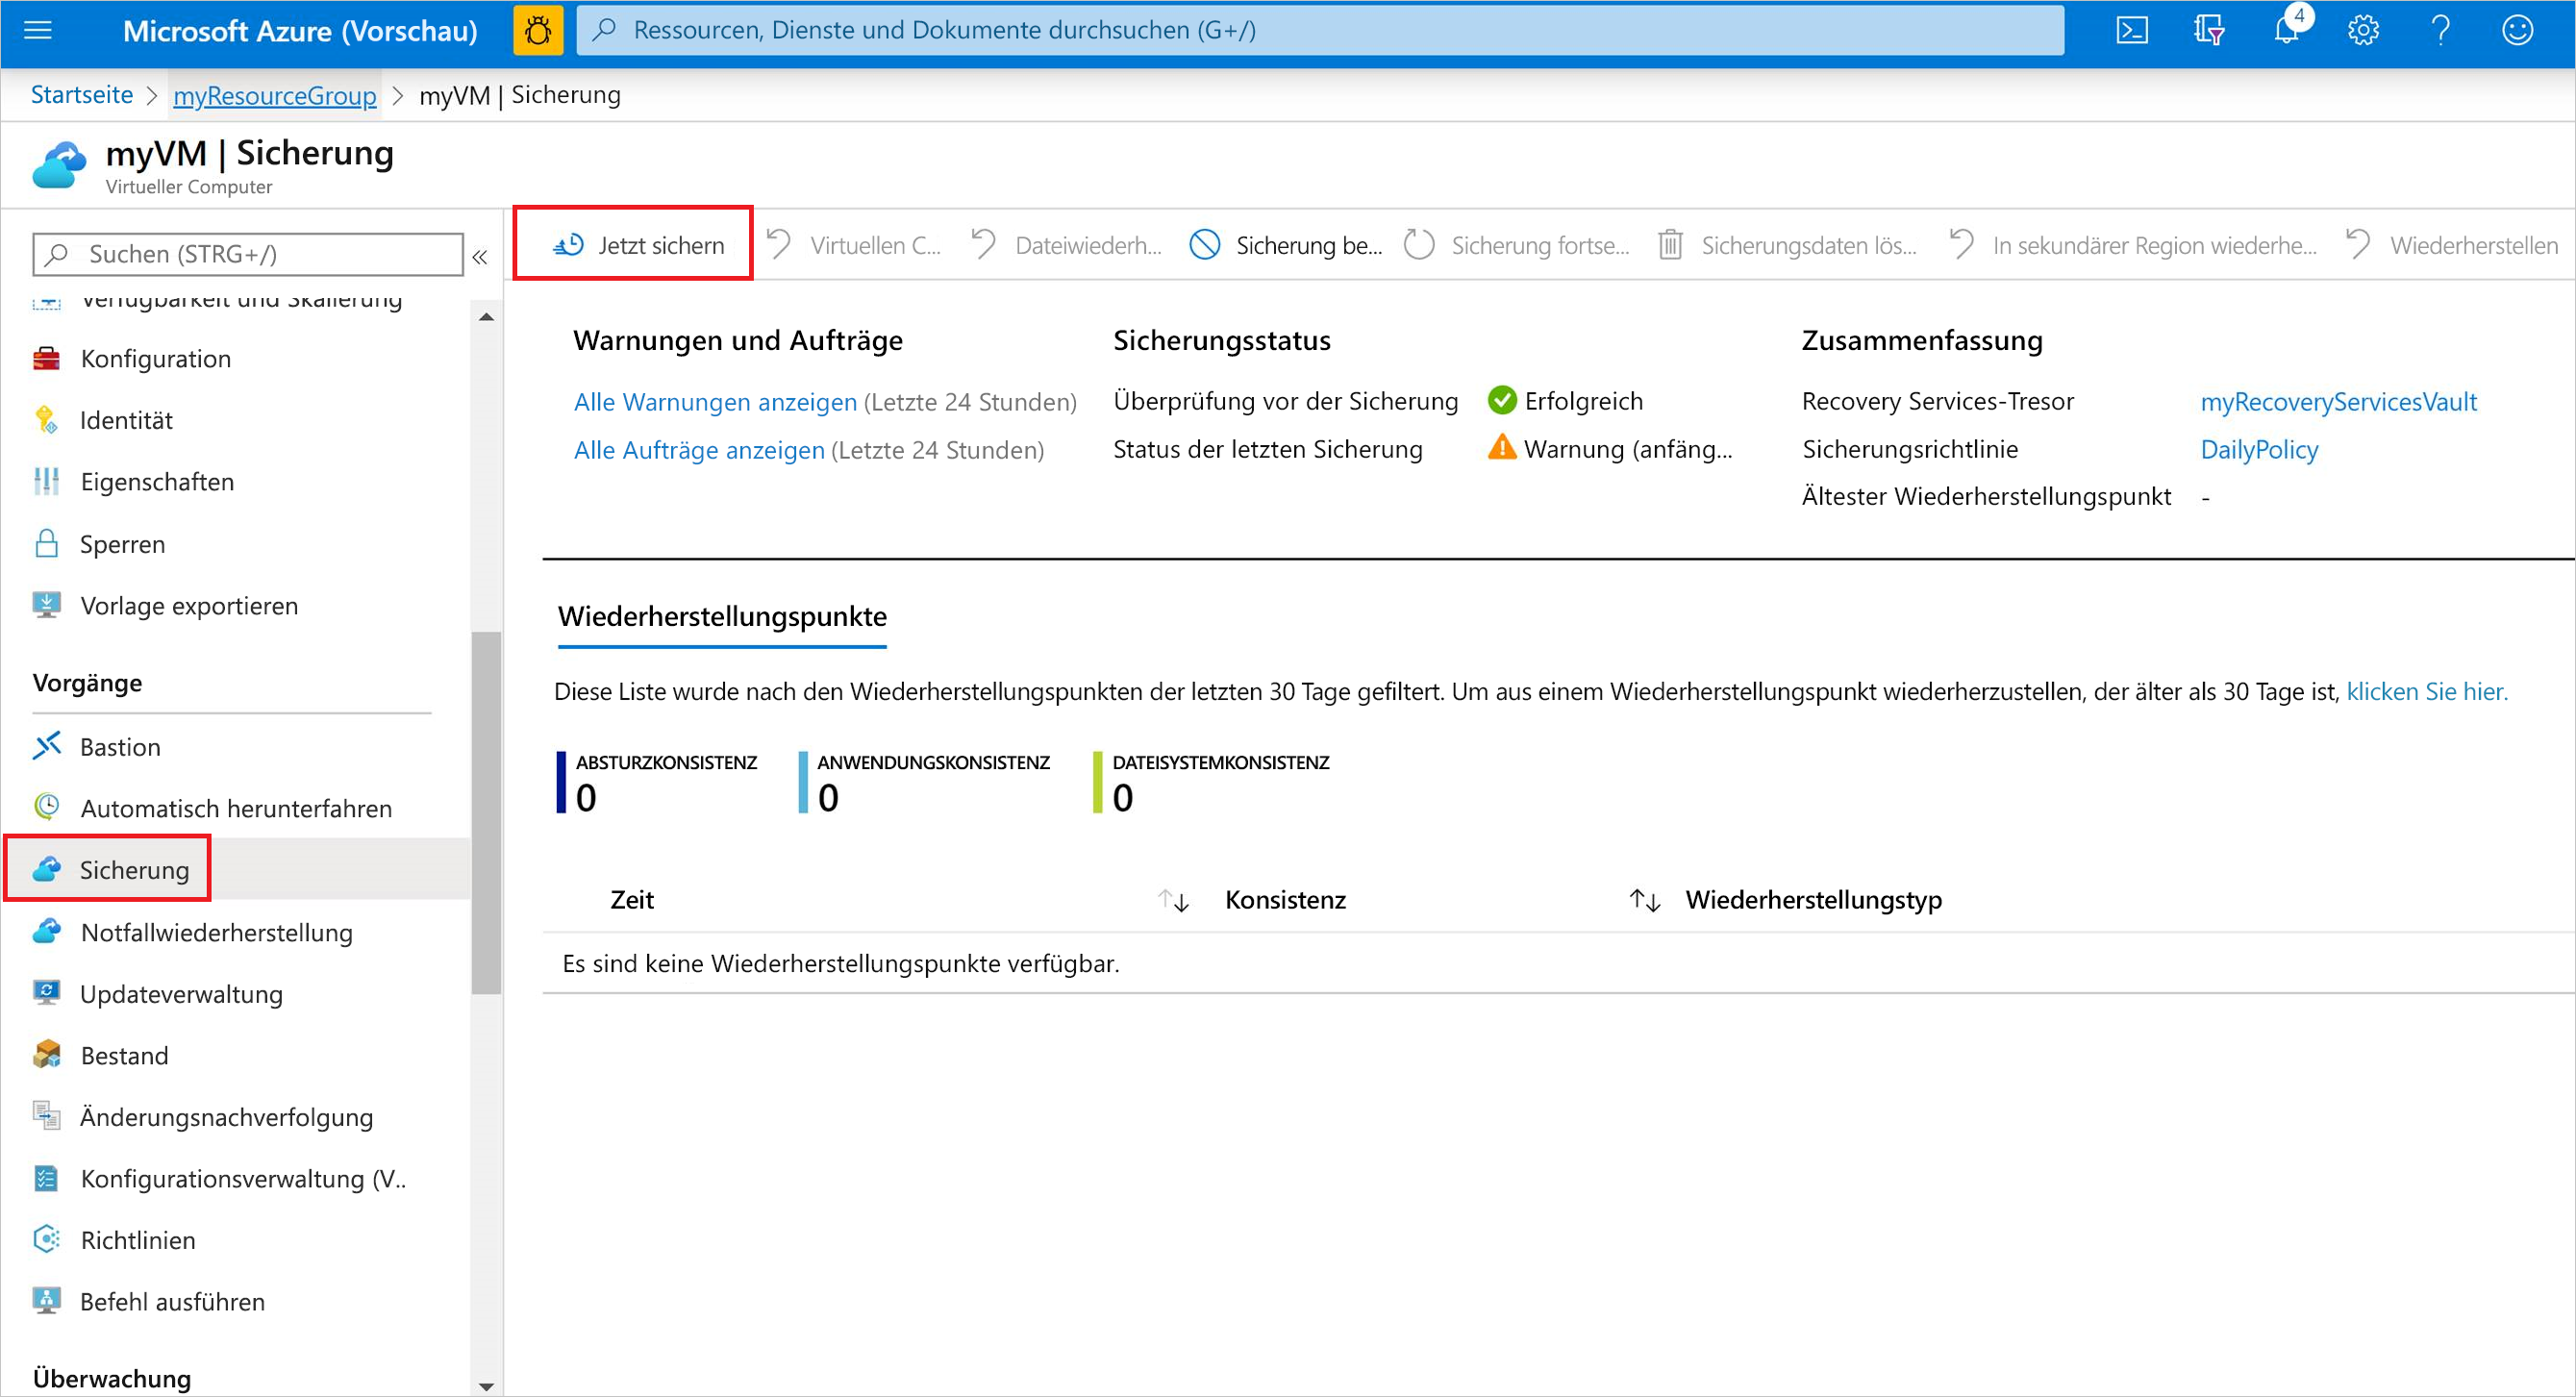 Microsoft Azure (Vorschau)
Ressourcen, Dienste und Dokumente durchsuchen (G+/)
4
Startseite > myResourceGroup > myVM | Sicherung
myVM | Sicherung
Virtueller Computer
Suchen (STRG+/)
«
Jetzt sichern
Virtuellen C...
Dateiwiederh...
Sicherung be...
Sicherung fortse...
Sicherungsdaten lös...
In sekundärer Region wiederhe...
Wiederherstellen
Verfügbarkeit und Skalierung
Konfiguration
Identität
Eigenschaften
Sperren
Vorlage exportieren
Vorgänge
Bastion
Automatisch herunterfahren
Sicherung
Notfallwiederherstellung
Updateverwaltung
Bestand
Änderungsnachverfolgung
Konfigurationsverwaltung (V..
Richtlinien
Befehl ausführen
Überwachung
Warnungen und Aufträge
Alle Warnungen anzeigen (Letzte 24 Stunden)
Alle Aufträge anzeigen (Letzte 24 Stunden)
Sicherungsstatus
Überprüfung vor der Sicherung Erfolgreich
Status der letzten Sicherung Warnung (anfäng...
Zusammenfassung
Recovery Services-Tresor myRecoveryServicesVault
Sicherungsrichtlinie DailyPolicy
Ältester Wiederherstellungspunkt -
Wiederherstellungspunkte
Diese Liste wurde nach den Wiederherstellungspunkten der letzten 30 Tage gefiltert. Um aus einem Wiederherstellungspunkt wiederherzustellen, der älter als 30 Tage ist, klicken Sie hier.
ABSTURZKONSISTENZ
0
ANWENDUNGSKONSISTENZ
0
DATEISYSTEMKONSISTENZ
0
Zeit Konsistenz Wiederherstellungstyp
Es sind keine Wiederherstellungspunkte verfügbar.